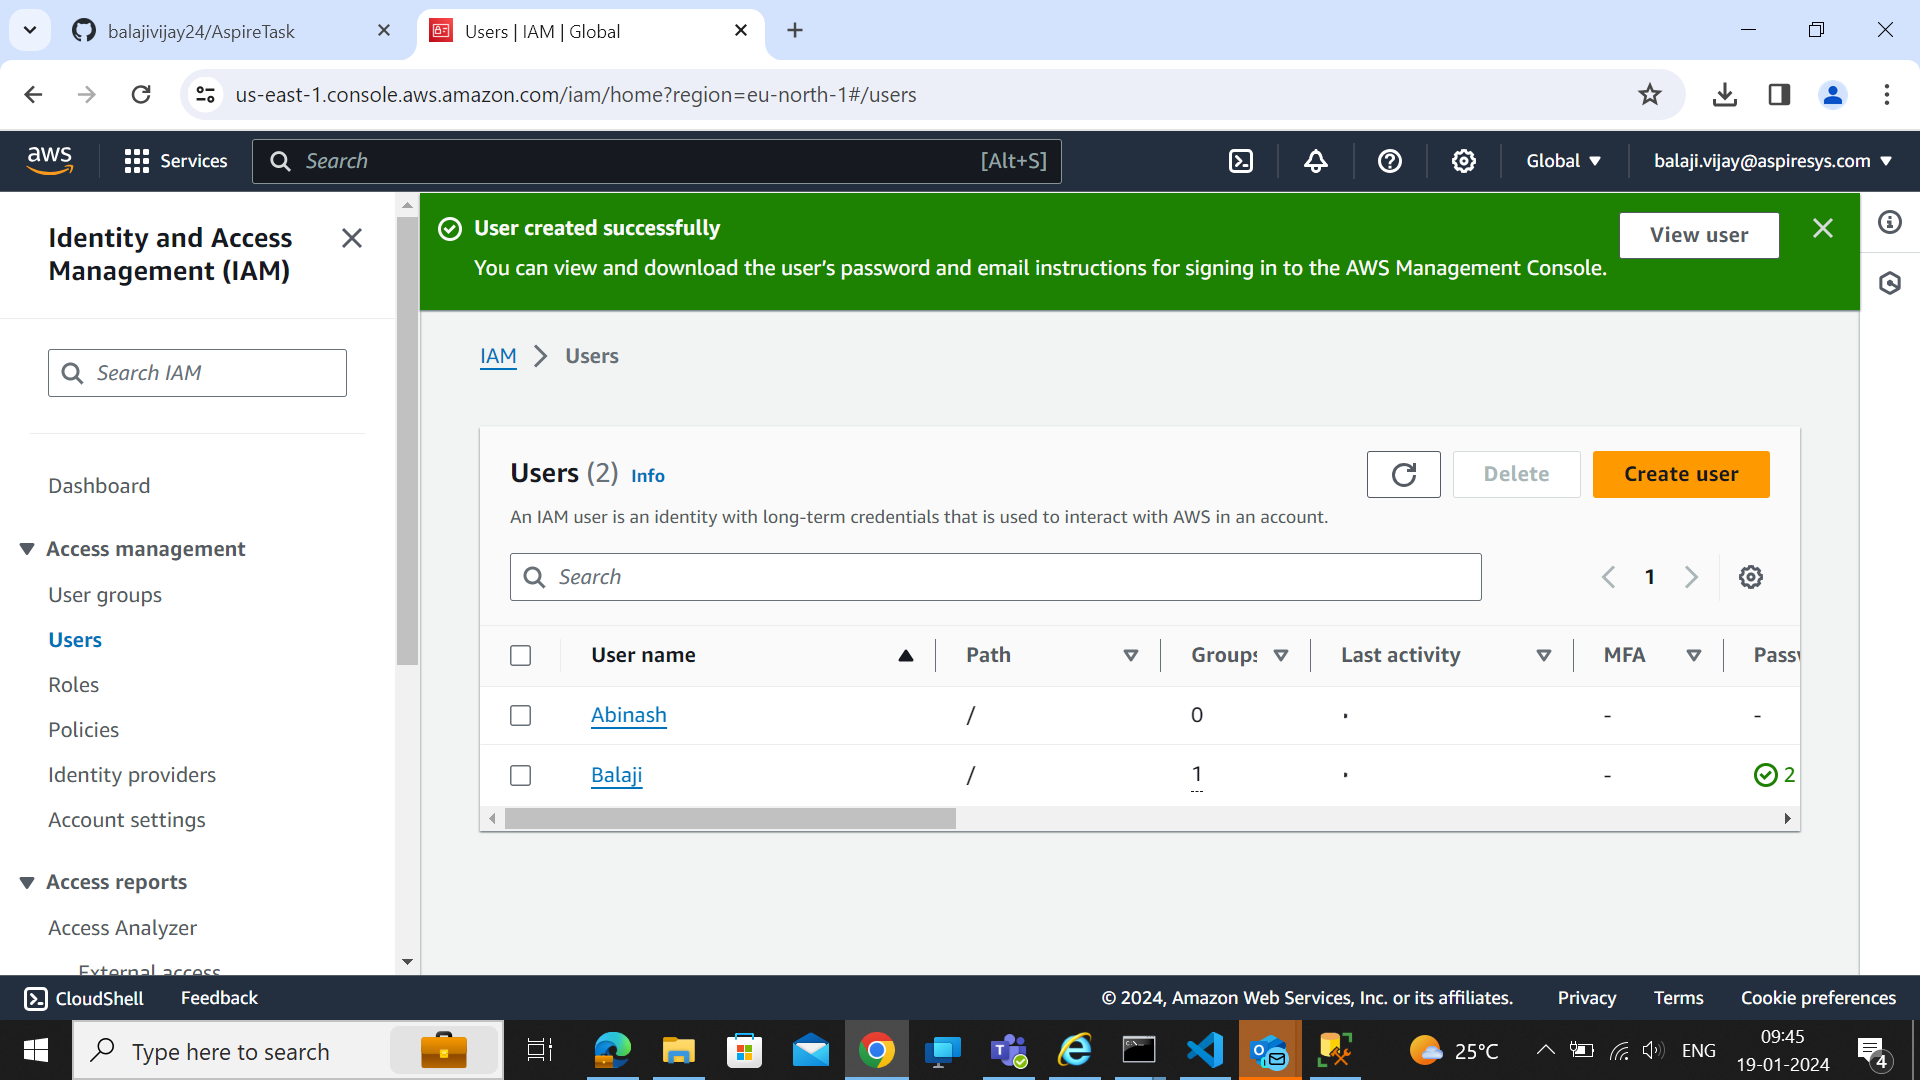 balajivijay24/AspireTask
Users | IAM | Global
us-east-1.console.aws.amazon.com/iam/home?region=eu-north-1#/users
aws
Services
Search
[Alt+S]
Global
balaji.vijay@aspiresys.com
Identity and Access
Management (IAM)
Search IAM
Dashboard
Access management
User groups
Users
Roles
Policies
Identity providers
Account settings
Access reports
Access Analyzer
External access
User created successfully
You can view and download the user’s password and email instructions for signing in to the AWS Management Console.
View user
IAM
Users
Users (2) Info
Delete
Create user
An IAM user is an identity with long-term credentials that is used to interact with AWS in an account.
Search
1
User name Path Groups Last activity MFA Passw
Abinash / 0 - - -
Balaji / 1 - - 2
CloudShell
Feedback
© 2024, Amazon Web Services, Inc. or its affiliates.
Privacy
Terms
Cookie preferences
Type here to search
25°C
ENG
09:45
19-01-2024
4